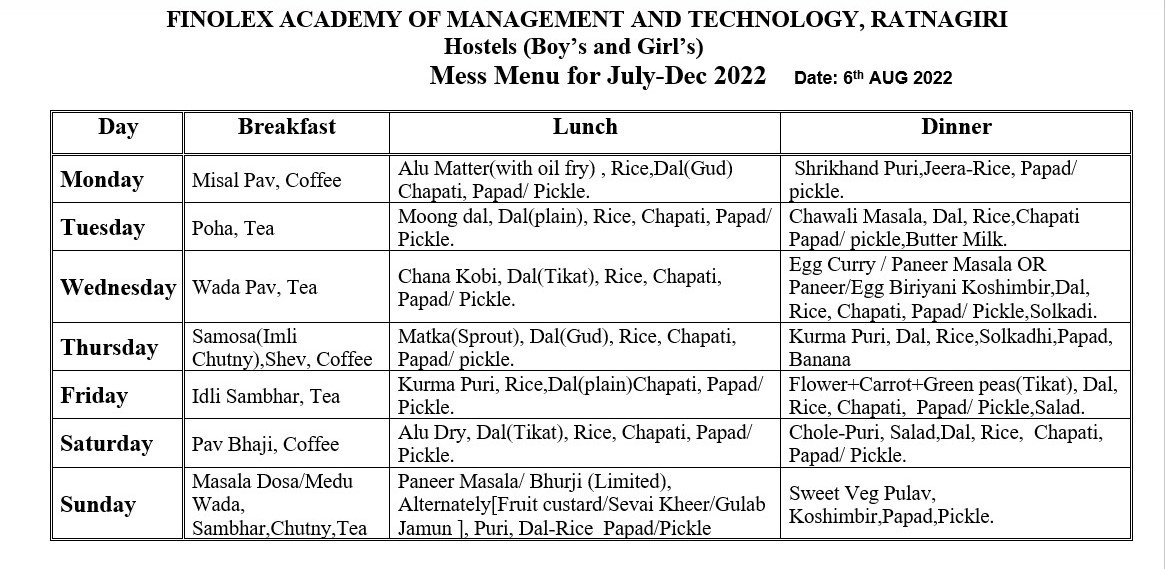 FINOLEX ACADEMY OF MANAGEMENT AND TECHNOLOGY, RATNAGIRI
Hostels (Boy's and Girl's)
Mess Menu for July-Dec 2022 Date: 6th AUG 2022
Day Breakfast Lunch Dinner
Monday
Misal Pav, Coffee
Alu Matter(with oil fry) , Rice,Dal(Gud)
Chapati, Papad/ Pickle.
Shrikhand Puri,Jeera-Rice, Papad/
pickle.
Tuesday
Poha, Tea
Moong dal, Dal(plain), Rice, Chapati, Papad/
Pickle.
Chawali Masala, Dal, Rice,Chapati
Papad/ pickle,Butter Milk.
Wednesday
Wada Pav, Tea
Chana Kobi, Dal(Tikat), Rice, Chapati,
Papad/ Pickle.
Egg Curry / Paneer Masala OR
Paneer/Egg Biriyani Koshimbir,Dal,
Rice, Chapati, Papad/ Pickle,Solkadi.
Thursday
Samosa(Imli
Chutny),Shev, Coffee
Matka(Sprout), Dal(Gud), Rice, Chapati,
Papad/ pickle.
Kurma Puri, Dal, Rice,Solkadhi,Papad,
Banana
Friday
Idli Sambhar, Tea
Kurma Puri, Rice,Dal(plain)Chapati, Papad/
Pickle.
Flower+Carrot+Green peas(Tikat), Dal,
Rice, Chapati, Papad/ Pickle,Salad.
Saturday
Pav Bhaji, Coffee
Alu Dry, Dal(Tikat), Rice, Chapati, Papad/
Pickle.
Chole-Puri, Salad,Dal, Rice, Chapati,
Papad/ Pickle.
Sunday
Masala Dosa/Medu
Wada,
Sambhar,Chutny,Tea
Paneer Masala/ Bhurji (Limited),
Alternately[Fruit custard/Sevai Kheer/Gulab
Jamun ], Puri, Dal-Rice Papad/Pickle
Sweet Veg Pulav,
Koshimbir,Papad,Pickle.